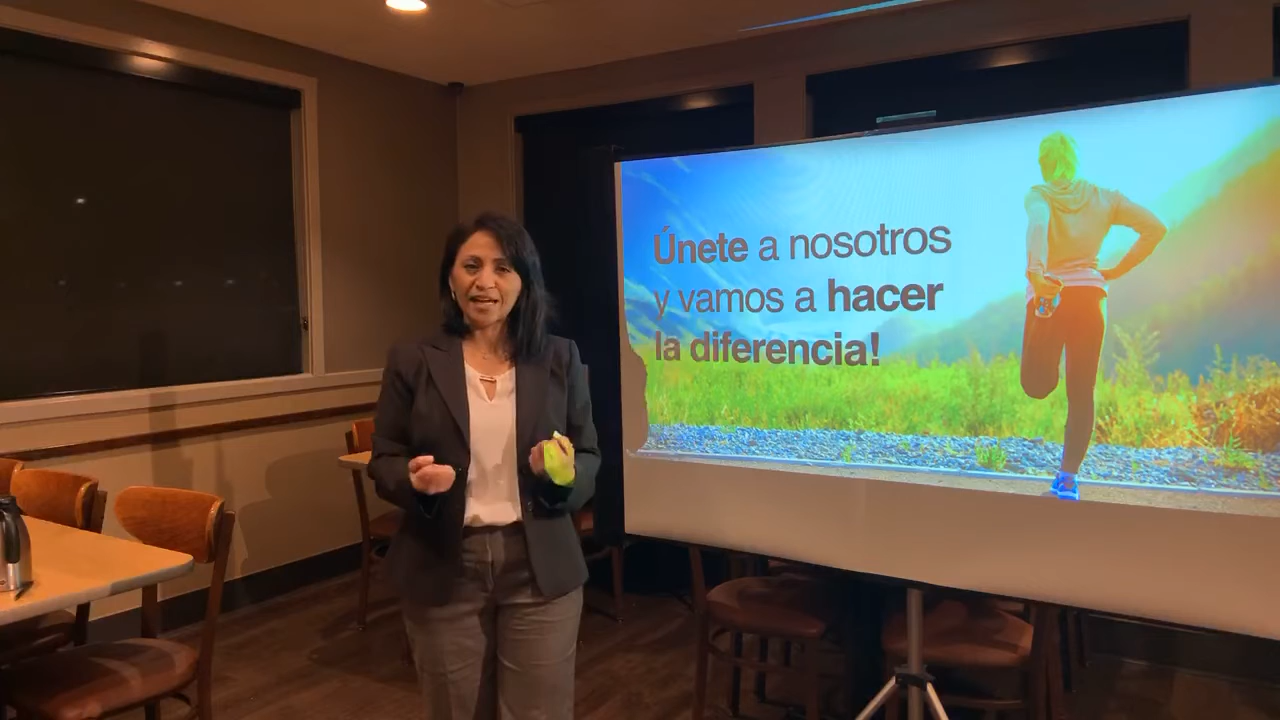 Únete a nosotros
y vamos a hacer
la diferencia!